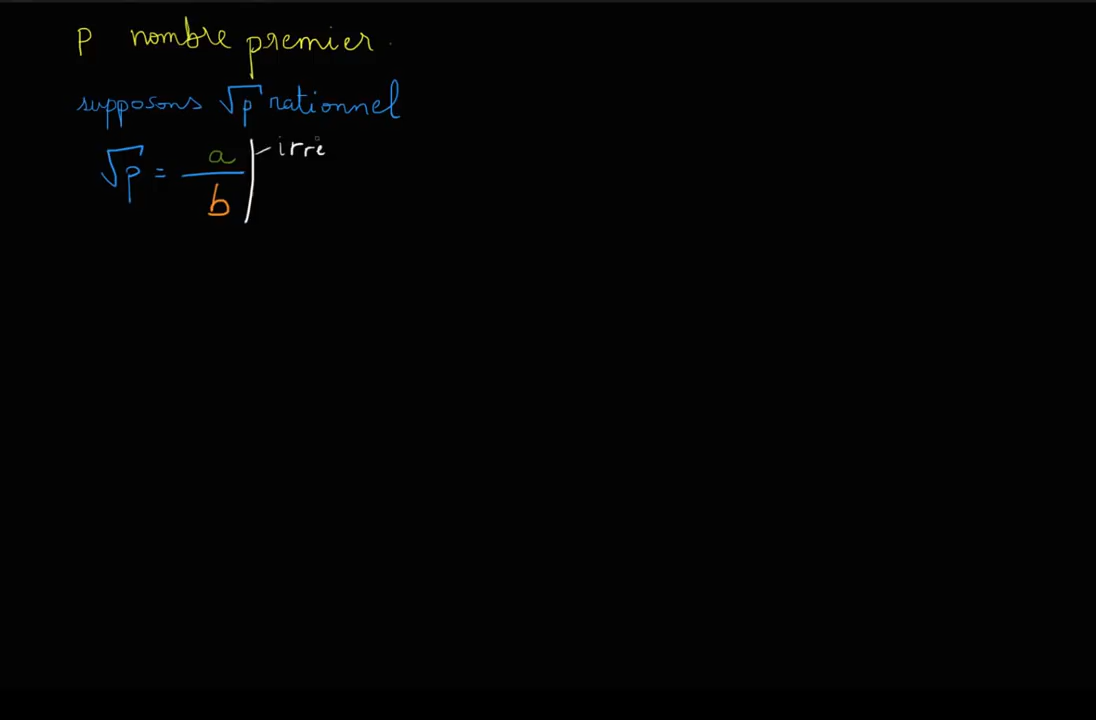 P nombre premier.
supposons √p rationnel
√p = a/b irré